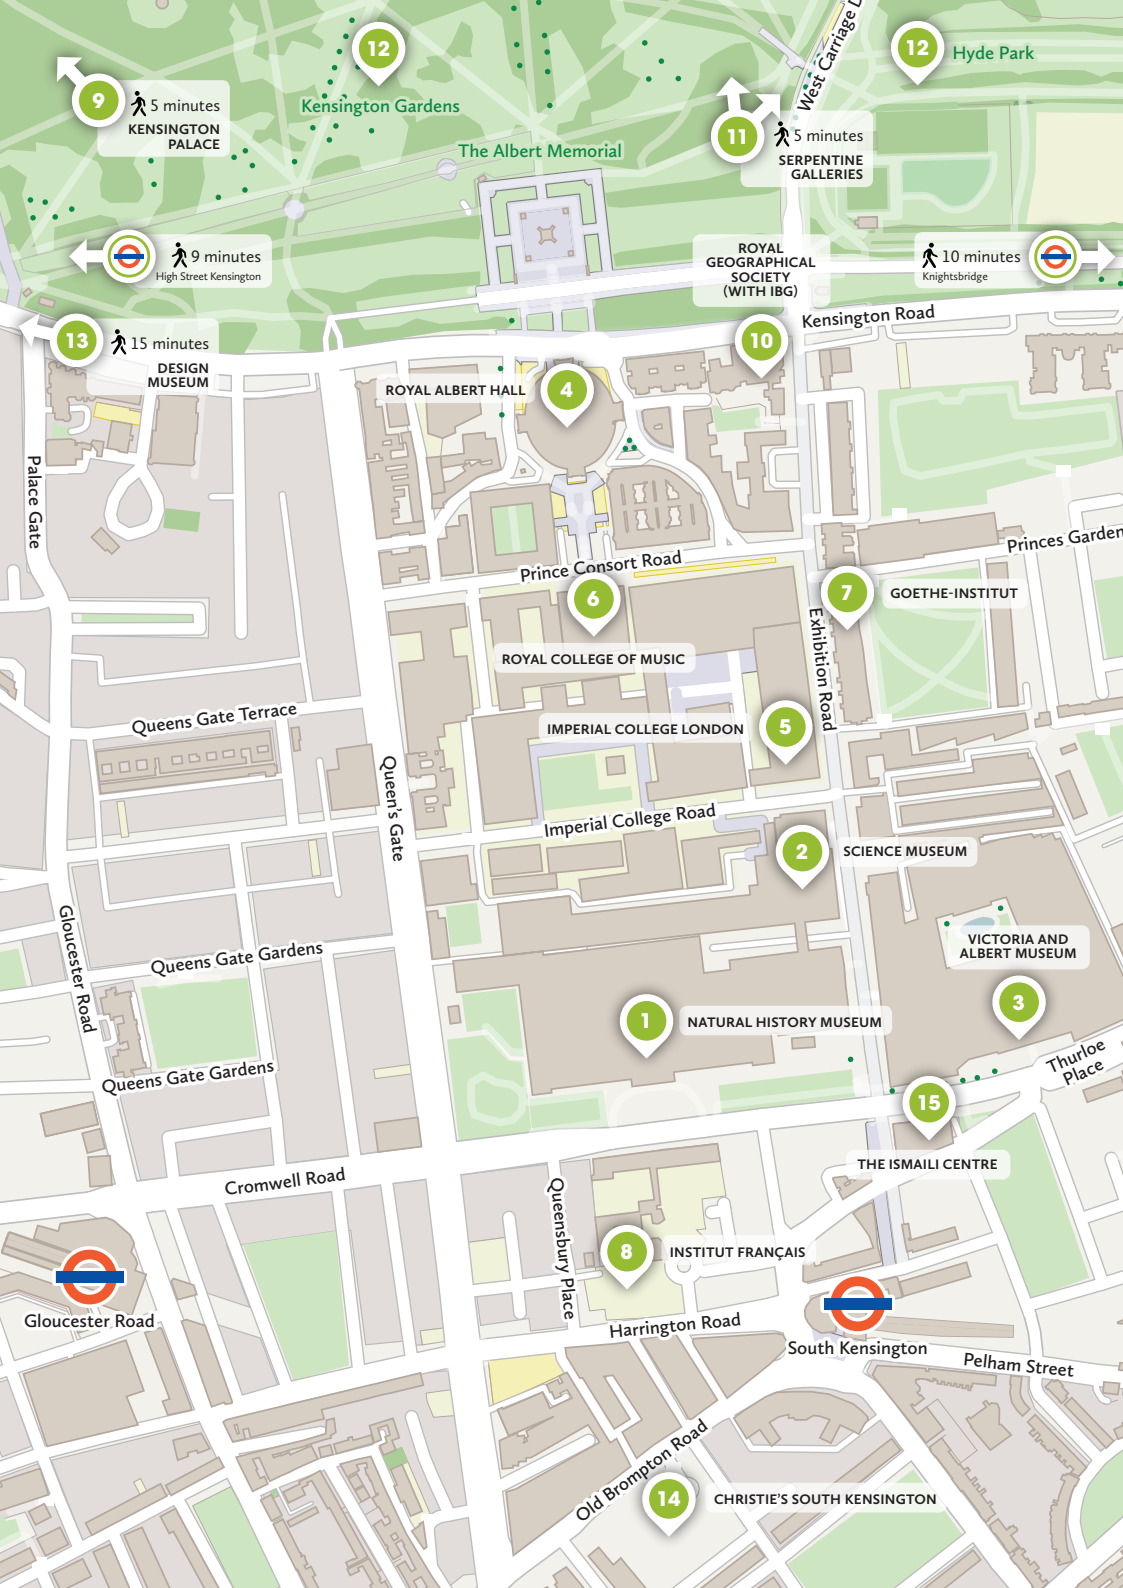 12
12
Hyde Park
West Carriage D
9
5 minutes
KENSINGTON
PALACE
Kensington Gardens
11
5 minutes
SERPENTINE
GALLERIES
The Albert Memorial
9 minutes
High Street Kensington
ROYAL
GEOGRAPHICAL
SOCIETY
(WITH IBG)
10 minutes
Knightsbridge
13
15 minutes
DESIGN
MUSEUM
Kensington Road
10
ROYAL ALBERT HALL
4
Palace Gate
Prince Consort Road
Princes Garden
6
7
GOETHE-INSTITUT
ROYAL COLLEGE OF MUSIC
Exhibition Road
Queens Gate Terrace
IMPERIAL COLLEGE LONDON
5
Queen's Gate
Imperial College Road
2
SCIENCE MUSEUM
Gloucester Road
Queens Gate Gardens
VICTORIA AND
ALBERT MUSEUM
3
1
NATURAL HISTORY MUSEUM
Queens Gate Gardens
Thurloe
Place
15
THE ISMAILI CENTRE
Cromwell Road
Queensbury Place
8
INSTITUT FRANÇAIS
Gloucester Road
Harrington Road
South Kensington
Pelham Street
Old Brompton Road
14
CHRISTIE'S SOUTH KENSINGTON